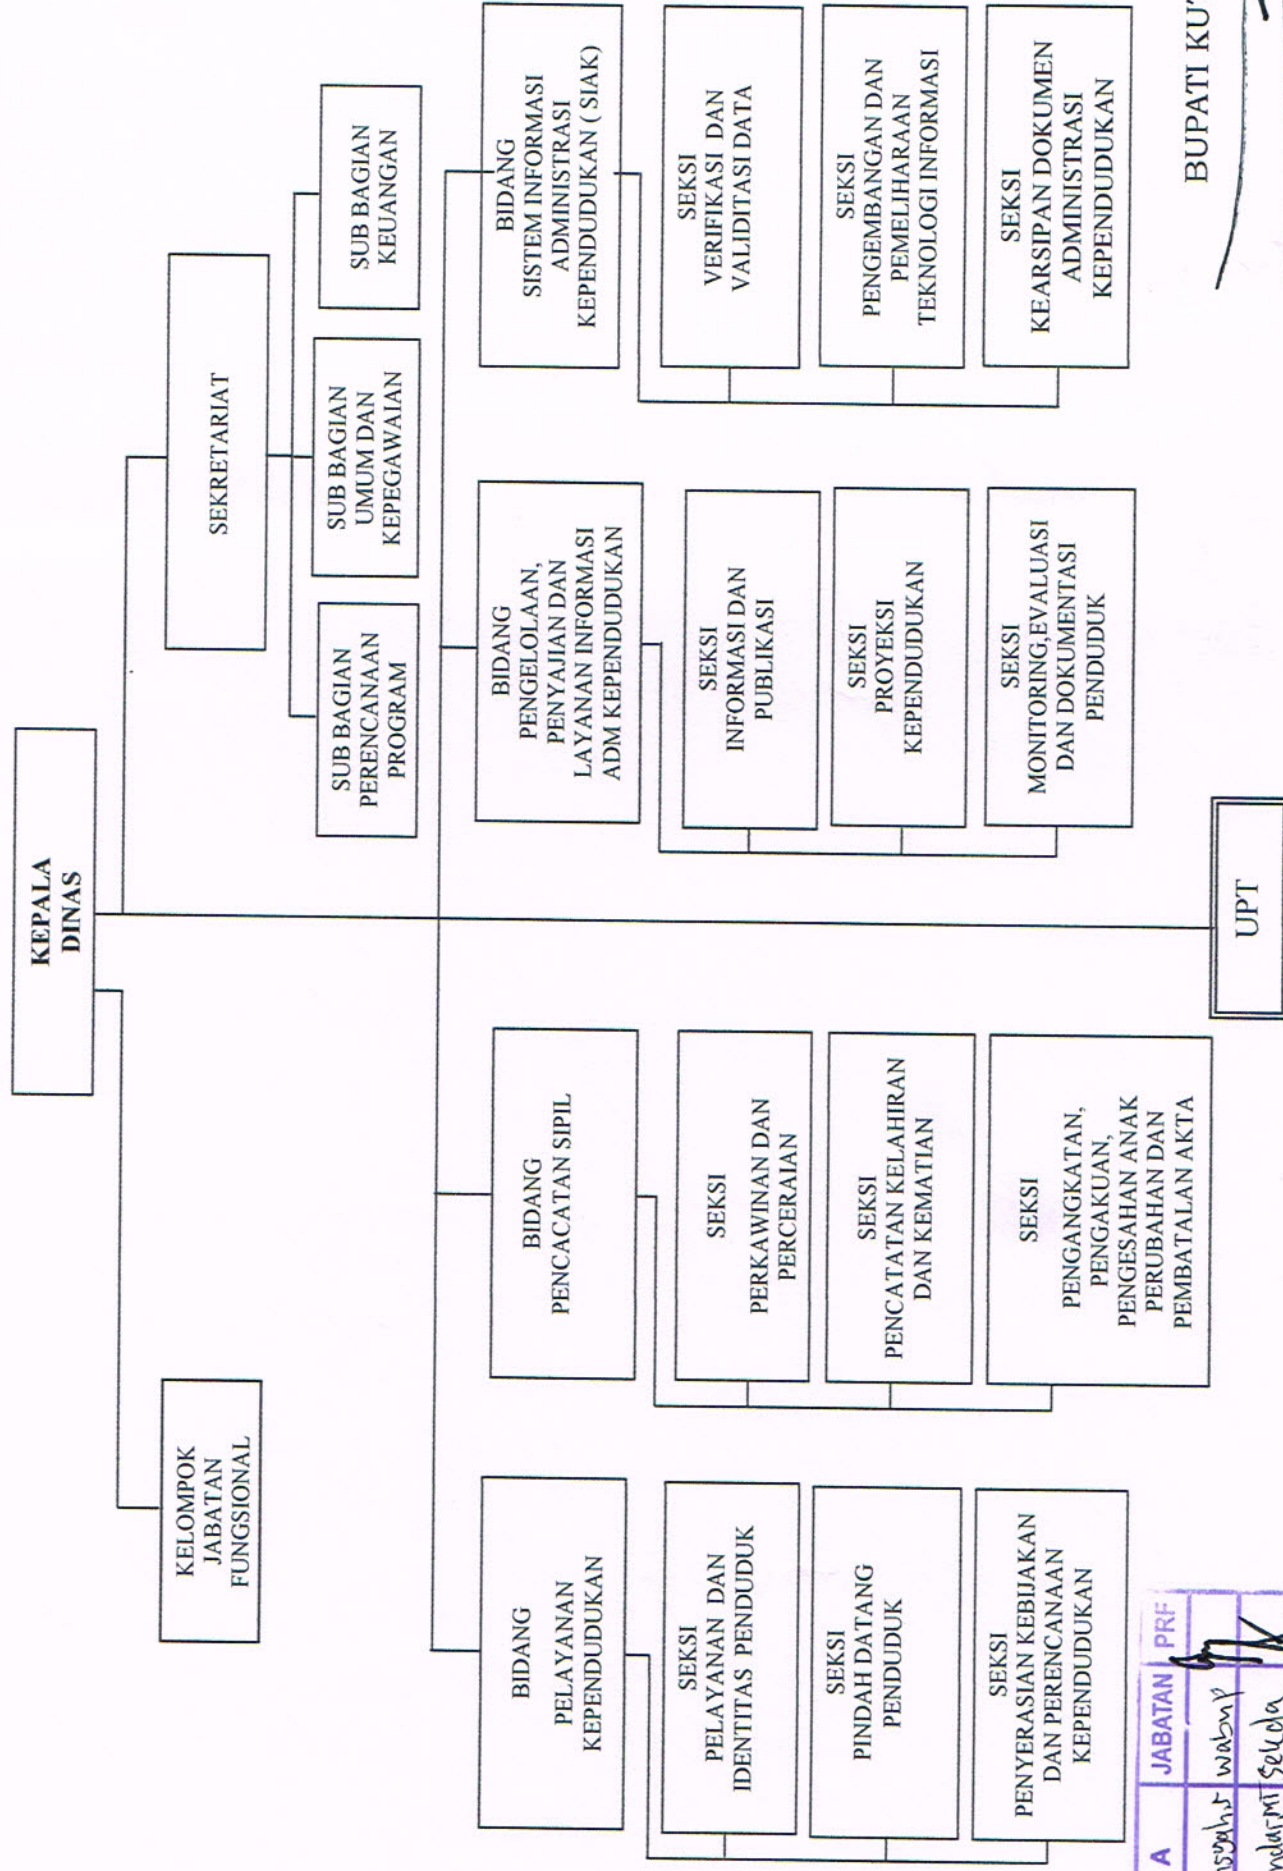 KEPALA
DINAS
KELOMPOK
JABATAN
FUNGSIONAL
SEKRETARIAT
SUB BAGIAN
PERENCANAAN
PROGRAM
SUB BAGIAN
UMUM DAN
KEPEGAWAIAN
SUB BAGIAN
KEUANGAN
BIDANG
PELAYANAN
KEPENDUDUKAN
SEKSI
PELAYANAN DAN
IDENTITAS PENDUDUK
SEKSI
PINDAH DATANG
PENDUDUK
SEKSI
PENYERASIAN KEBIJAKAN
DAN PERENCANAAN
KEPENDUDUKAN
BIDANG
PENCACATAN SIPIL
SEKSI
PERKAWINAN DAN
PERCERAIAN
SEKSI
PENCATATAN KELAHIRAN
DAN KEMATIAN
SEKSI
PENGANGKATAN,
PENGAKUAN,
PENGESAHAN ANAK
PERUBAHAN DAN
PEMBATALAN AKTA
BIDANG
PENGELOLAAN,
PENYAJIAN DAN
LAYANAN INFORMASI
ADM KEPENDUDUKAN
SEKSI
INFORMASI DAN
PUBLIKASI
SEKSI
PROYEKSI
KEPENDUDUKAN
SEKSI
MONITORING,EVALUASI
DAN DOKUMENTASI
PENDUDUK
BIDANG
SISTEM INFORMASI
ADMINISTRASI
KEPENDUDUKAN ( SIAK)
SEKSI
VERIFIKASI DAN
VALIDITASI DATA
SEKSI
PENGEMBANGAN DAN
PEMELIHARAAN
TEKNOLOGI INFORMASI
SEKSI
KEARSIPAN DOKUMEN
ADMINISTRASI
KEPENDUDUKAN
UPT
BUPATI KUT
A JABATAN PRF
wabup
Sekda